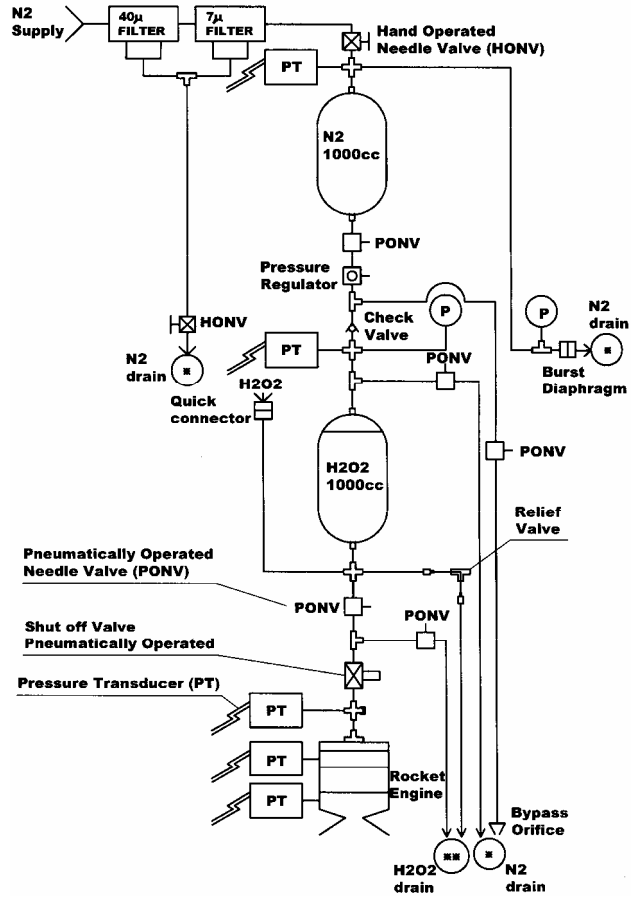 N2
Supply
40µ
FILTER
7µ
FILTER
Hand Operated
Needle Valve (HONV)
PT
N2
1000cc
PONV
Pressure
Regulator
Check
Valve
P
P
N2
drain
HONV
PT
PONV
Burst
Diaphragm
N2
drain
H2O2
Quick
connector
PONV
H2O2
1000cc
Relief
Valve
Pneumatically Operated
Needle Valve (PONV)
PONV
PONV
Shut off Valve
Pneumatically Operated
Pressure Transducer (PT)
PT
PT
PT
Rocket
Engine
Bypass
Orifice
H2O2
drain
N2
drain